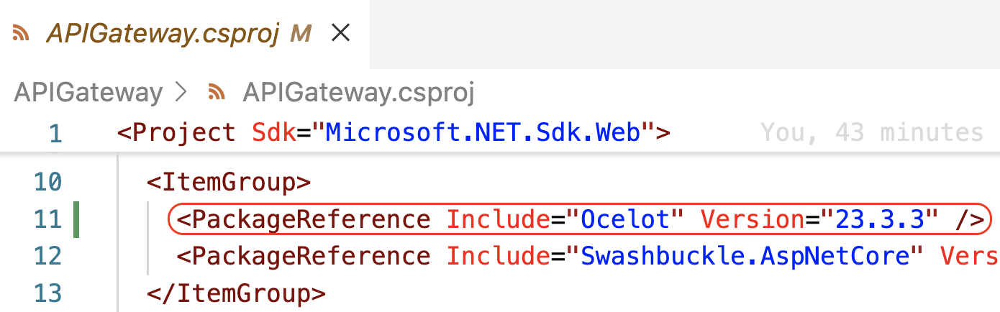 APIGateway.csproj M
APIGateway > APIGateway.csproj
1 <Project Sdk="Microsoft.NET.Sdk.Web"> You, 43 minutes
10 <ItemGroup>
11 <PackageReference Include="Ocelot" Version="23.3.3" />
12 <PackageReference Include="Swashbuckle.AspNetCore" Vers
13 </ItemGroup>